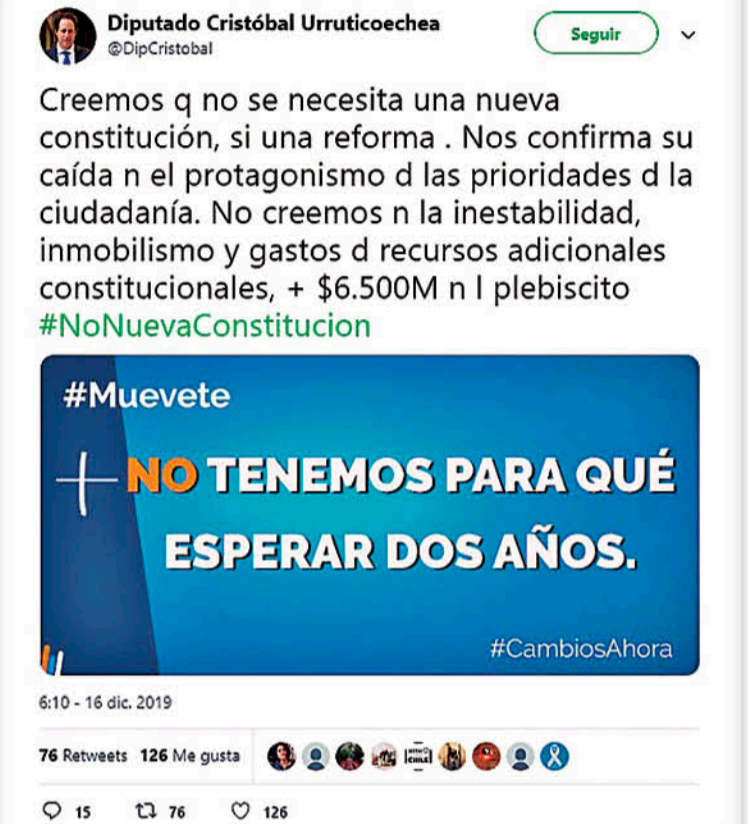 Diputado Cristóbal Urruticoechea
@DipCristobal
Seguir
Creemos q no se necesita una nueva
constitución, si una reforma . Nos confirma su
caída n el protagonismo d las prioridades d la
ciudadanía. No creemos n la inestabilidad,
inmobilismo y gastos d recursos adicionales
constitucionales, + $6.500M n l plebiscito
#NoNuevaConstitucion
#Muevete
+ NO TENEMOS PARA QUÉ
ESPERAR DOS AÑOS.
#CambiosAhora
6:10 - 16 dic. 2019
76 Retweets 126 Me gusta
15 76 126